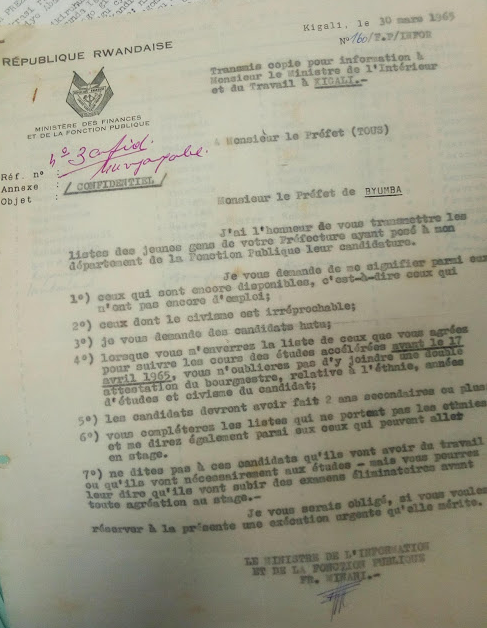 Kigali, le 30 mars 1965
N°160/F.P/INFOR
RÉPUBLIQUE RWANDAISE
Transmis copie pour information à
Monsieur le Ministre de l'Intérieur
et du Travail à KIGALI.-
MINISTÈRE DES FINANCES
ET DE LA FONCTION PUBLIQUE
à Monsieur le Préfet (TOUS)
Réf. n° :
Annexe :
Objet :
/ CONFIDENTIEL /
Monsieur le Préfet de BYUMBA
J'ai l'honneur de vous transmettre les
listes des jeunes gens de votre Préfecture ayant posé à mon
département de la Fonction Publique leur candidature.
Je vous demande de me signifier parmi eux
1°) ceux qui sont encore disponibles, c'est-à-dire ceux qui
n'ont pas encore d'emploi;
2°) ceux dont le civisme est irréprochable;
3°) je vous demande des candidats hutu;
4°) lorsque vous m'enverrez la liste de ceux que vous agréés
pour suivre les cours des études accélérées avant le 17
avril 1965, vous n'oublierez pas d'y joindre une double
attestation du bourgmestre, relative à l'éthnie, années
d'études et civisme du candidat;
5°) les candidats devront avoir fait 2 ans secondaires ou plus
6°) vous compléterez les listes qui ne portent pas les ethnies
et me direz également parmi eux ceux qui peuvent aller
en stage.
7°) ne dites pas à ces candidats qu'ils vont avoir du travail
ou qu'ils vont nécessairement aux études - mais vous pourrez
leur dire qu'ils vont subir des examens éliminatoires avant
toute agréation au stage.-
Je vous serais obligé, si vous voulez
réserver à la présente une exécution urgente qu'elle mérite.
LE MINISTRE DE L'INFORMATION
ET DE LA FONCTION PUBLIQUE
FR. MINANI.-